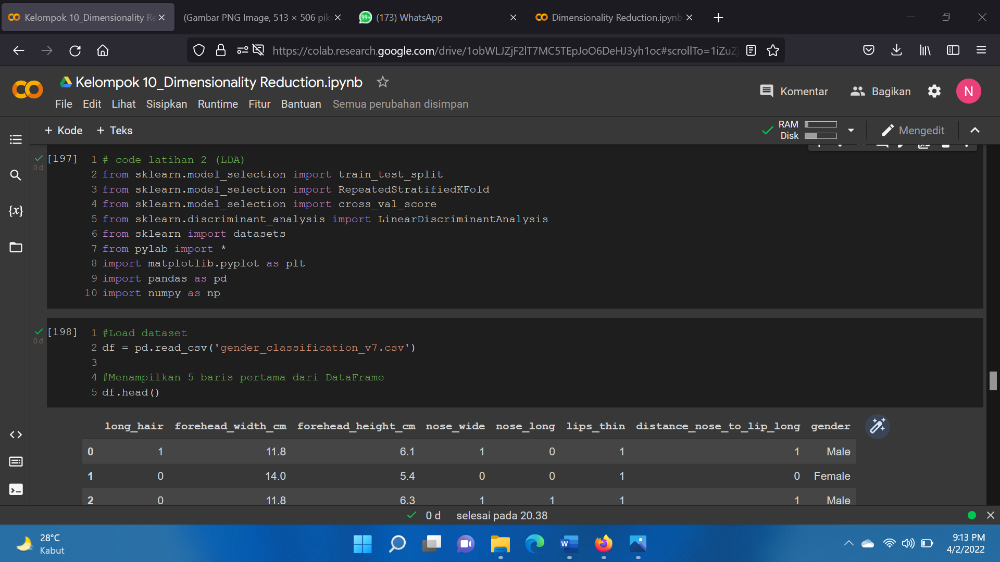 Kelompok 10_Dimensionality Re
(Gambar PNG Image, 513 × 506 pik
99+ (173) WhatsApp
Dimensionality Reduction.ipynb
https://colab.research.google.com/drive/1obWLJZjF2lT7MC5TEpJoO6DeHJ3yh1oc#scrollTo=1iZuZj
Kelompok 10_Dimensionality Reduction.ipynb
Komentar Bagikan N
File Edit Lihat Sisipkan Runtime Fitur Bantuan Semua perubahan disimpan
+ Kode + Teks
RAM
Disk
Mengedit
{x}
0 d
[197]
1 # code latihan 2 (LDA)
2 from sklearn.model_selection import train_test_split
3 from sklearn.model_selection import RepeatedStratifiedKFold
4 from sklearn.model_selection import cross_val_score
5 from sklearn.discriminant_analysis import LinearDiscriminantAnalysis
6 from sklearn import datasets
7 from pylab import *
8 import matplotlib.pyplot as plt
9 import pandas as pd
10 import numpy as np
0 d
[198]
1 #Load dataset
2 df = pd.read_csv('gender_classification_v7.csv')
3
4 #Menampilkan 5 baris pertama dari DataFrame
5 df.head()
long_hair forehead_width_cm forehead_height_cm nose_wide nose_long lips_thin distance_nose_to_lip_long gender
0 1 11.8 6.1 1 0 1 1 Male
1 0 14.0 5.4 0 0 1 0 Female
2 0 11.8 6.3 1 1 1 1 Male
0 d selesai pada 20.38
28°C
Kabut
W
9:13 PM
4/2/2022